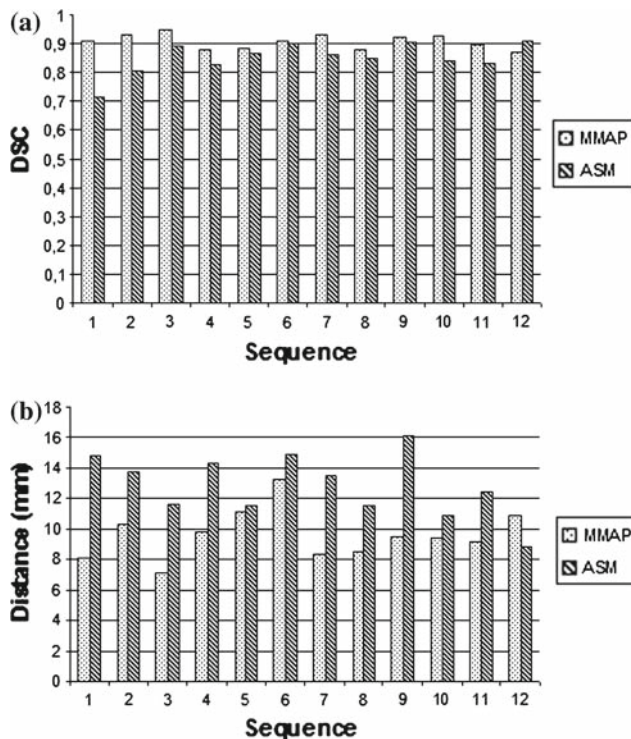 (a)
1
0,9
0,8
0,7
0,6
0,5
0,4
0,3
0,2
0,1
0
DSC
1 2 3 4 5 6 7 8 9 10 11 12
Sequence
MMAP
ASM
(b)
18
16
14
12
10
8
6
4
2
0
Distance (mm)
1 2 3 4 5 6 7 8 9 10 11 12
Sequence
MMAP
ASM